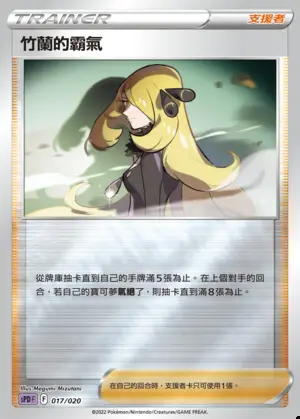 TRAINER
支援者
竹蘭的霸氣
從牌庫抽卡直到自己的手牌滿5張為止。在上個對手的回
合，若自己的寶可夢氣絕了，則抽卡直到滿8張為止。
Illus. Megumi Mizutani
sPD F
F
017/020
在自己的回合時，支援者卡只可使用1張。
©2022 Pokémon/Nintendo/Creatures/GAME FREAK.